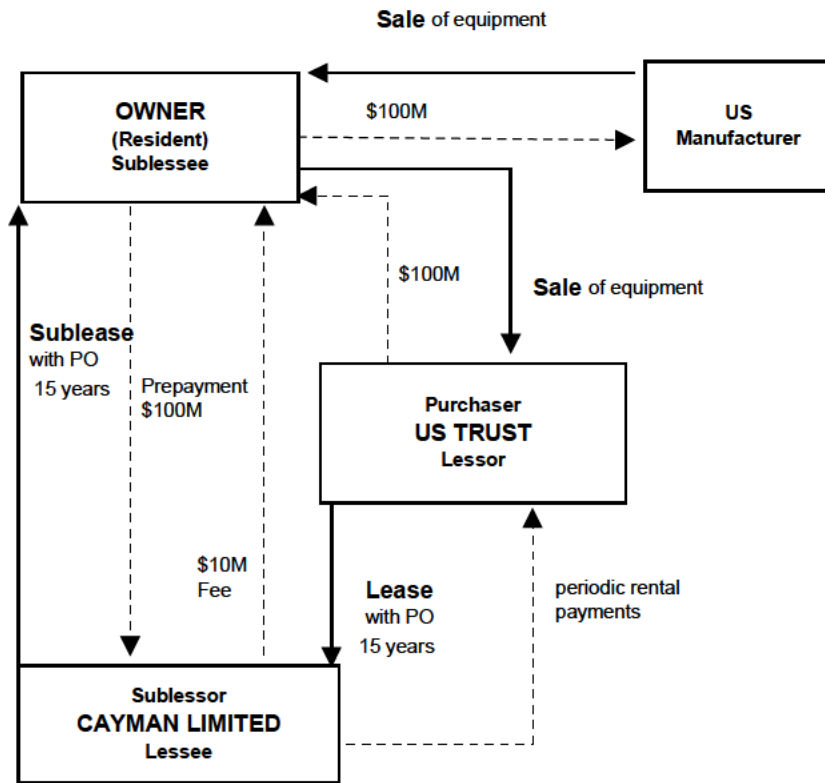 Sale of equipment
OWNER
(Resident)
Sublessee
$100M
US
Manufacturer
$100M
Sale of equipment
Sublease
with PO
15 years
Prepayment
$100M
Purchaser
US TRUST
Lessor
$10M
Fee
Lease
with PO
15 years
periodic rental
payments
Sublessor
CAYMAN LIMITED
Lessee